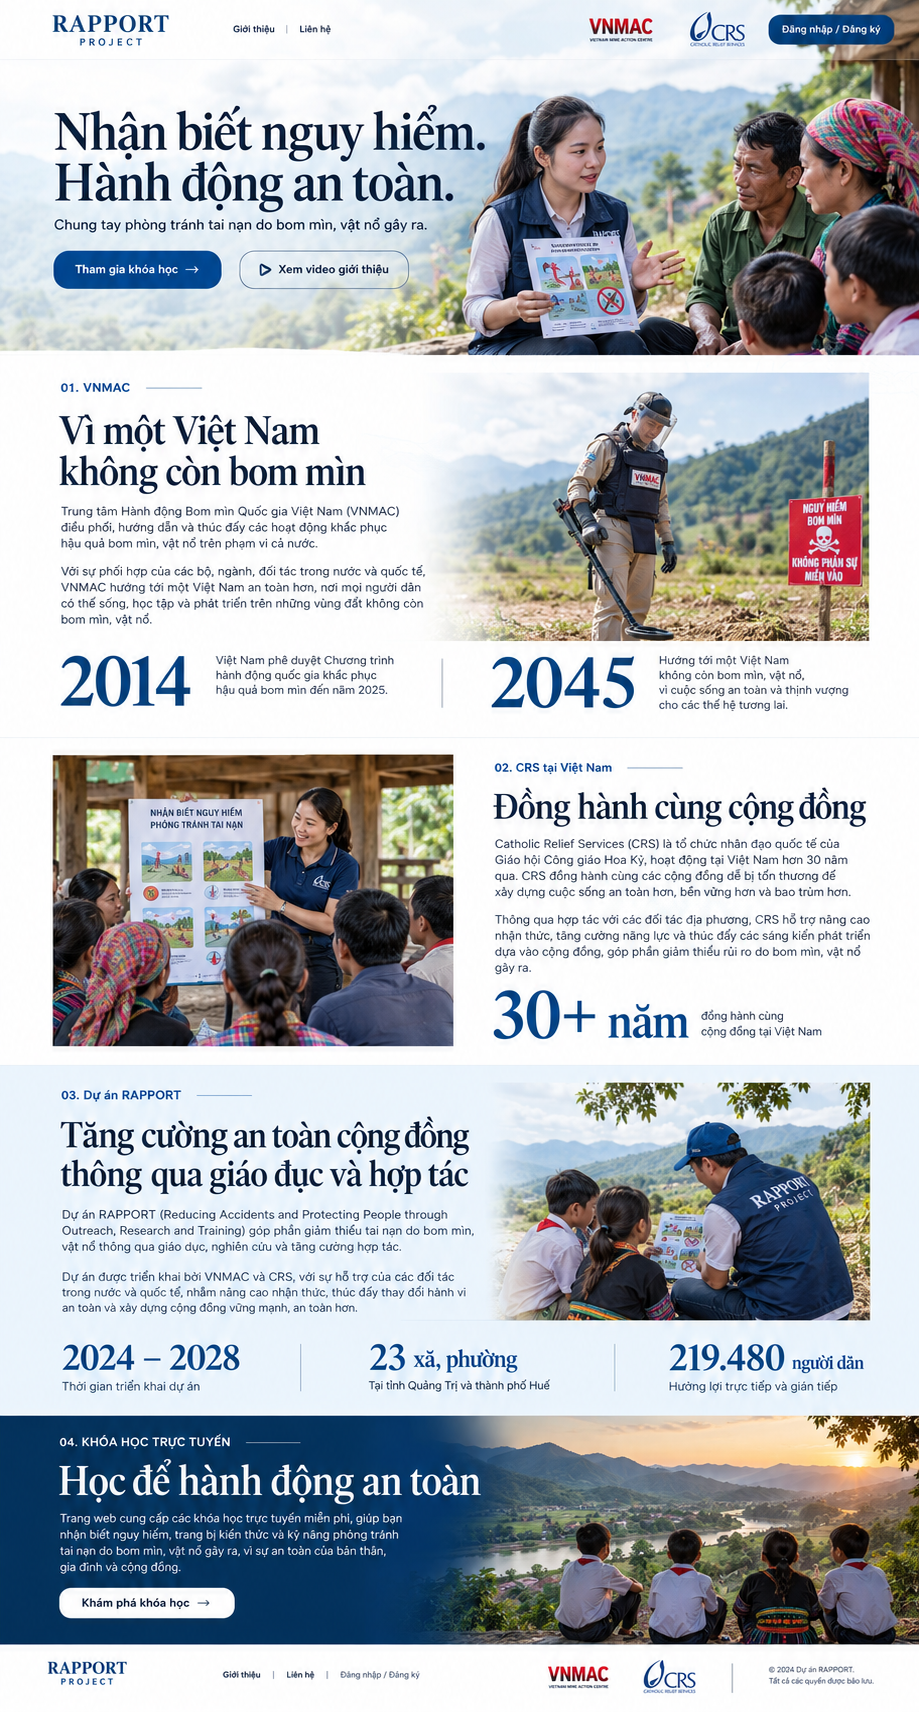 RAPPORT
PROJECT
Giới thiệu | Liên hệ
VNMAC
VIETNAM MINE ACTION CENTRE
CRS
CATHOLIC RELIEF SERVICES
Đăng nhập / Đăng ký
Nhận biết nguy hiểm.
Hành động an toàn.
Chung tay phòng tránh tai nạn do bom mìn, vật nổ gây ra.
Tham gia khóa học →
Xem video giới thiệu
01. VNMAC
Vì một Việt Nam
không còn bom mìn
Trung tâm Hành động Bom mìn Quốc gia Việt Nam (VNMAC)
điều phối, hướng dẫn và thúc đẩy các hoạt động khắc phục
hậu quả bom mìn, vật nổ trên phạm vi cả nước.
Với sự phối hợp của các bộ, ngành, đối tác trong nước và quốc tế,
VNMAC hướng tới một Việt Nam an toàn hơn, nơi mọi người dân
có thể sống, học tập và phát triển trên những vùng đất không còn
bom mìn, vật nổ.
VNMAC
NGUY HIỂM
BOM MÌN
KHÔNG PHẬN SỰ
MIỄN VÀO
2014
Việt Nam phê duyệt Chương trình
hành động quốc gia khắc phục
hậu quả bom mìn đến năm 2025.
2045
Hướng tới một Việt Nam
không còn bom mìn, vật nổ,
vì cuộc sống an toàn và thịnh vượng
cho các thế hệ tương lai.
NHẬN BIẾT NGUY HIỂM
PHÒNG TRÁNH TAI NẠN
CRS
02. CRS tại Việt Nam
Đồng hành cùng cộng đồng
Catholic Relief Services (CRS) là tổ chức nhân đạo quốc tế của
Giáo hội Công giáo Hoa Kỳ, hoạt động tại Việt Nam hơn 30 năm
qua. CRS đồng hành cùng các cộng đồng dễ bị tổn thương để
xây dựng cuộc sống an toàn hơn, bền vững hơn và bao trùm hơn.
Thông qua hợp tác với các đối tác địa phương, CRS hỗ trợ nâng cao
nhận thức, tăng cường năng lực và thúc đẩy các sáng kiến phát triển
dựa vào cộng đồng, góp phần giảm thiểu rủi ro do bom mìn, vật nổ
gây ra.
30+ năm
đồng hành cùng
cộng đồng tại Việt Nam
03. Dự án RAPPORT
Tăng cường an toàn cộng đồng
thông qua giáo dục và hợp tác
Dự án RAPPORT (Reducing Accidents and Protecting People through
Outreach, Research and Training) góp phần giảm thiểu tai nạn do bom mìn,
vật nổ thông qua giáo dục, nghiên cứu và tăng cường hợp tác.
Dự án được triển khai bởi VNMAC và CRS, với sự hỗ trợ của các đối tác
trong nước và quốc tế, nhằm nâng cao nhận thức, thúc đẩy thay đổi hành vi
an toàn và xây dựng cộng đồng vững mạnh, an toàn hơn.
RAPPORT
PROJECT
2024 – 2028
Thời gian triển khai dự án
23 xã, phường
Tại tỉnh Quảng Trị và thành phố Huế
219.480 người dân
Hưởng lợi trực tiếp và gián tiếp
04. KHÓA HỌC TRỰC TUYẾN
Học để hành động an toàn
Trang web cung cấp các khóa học trực tuyến miễn phí, giúp bạn
nhận biết nguy hiểm, trang bị kiến thức và kỹ năng phòng tránh
tai nạn do bom mìn, vật nổ gây ra, vì sự an toàn của bản thân,
gia đình và cộng đồng.
Khám phá khóa học →
RAPPORT
PROJECT
Giới thiệu | Liên hệ | Đăng nhập / Đăng ký
VNMAC
VIETNAM MINE ACTION CENTRE
CRS
CATHOLIC RELIEF SERVICES
© 2024 Dự án RAPPORT.
Tất cả các quyền được bảo lưu.